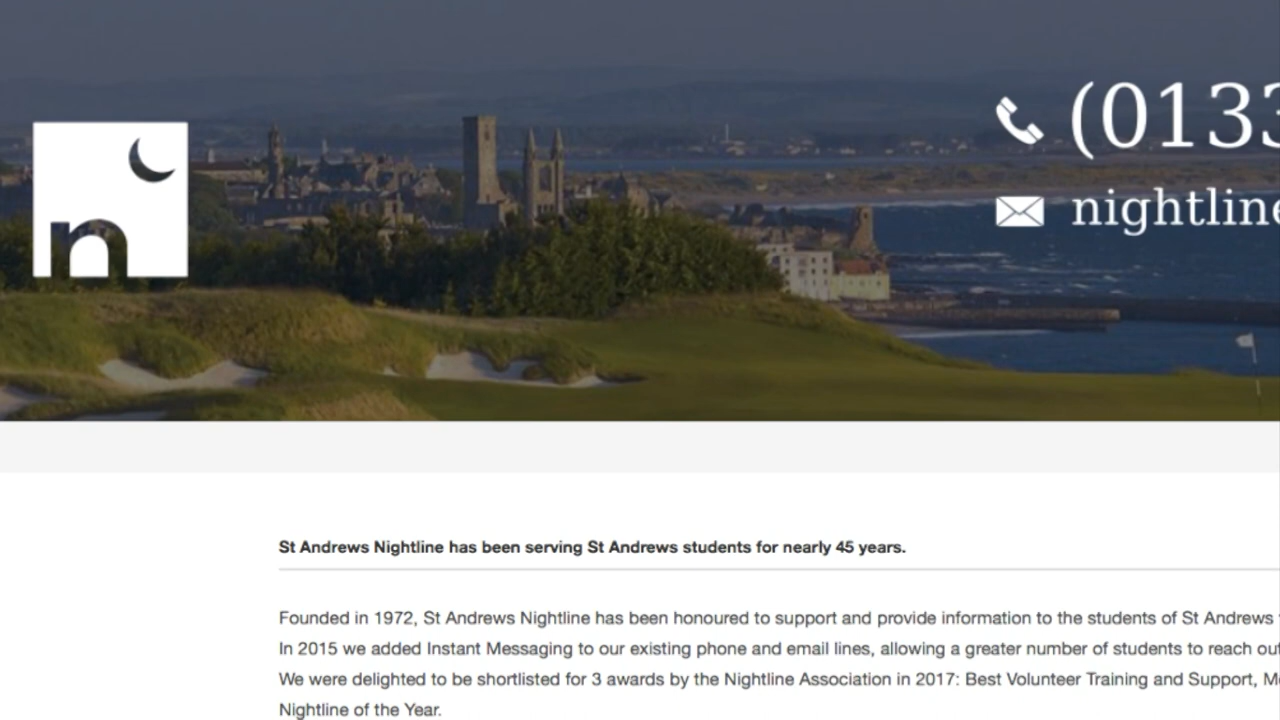 n
(0133
nightline
St Andrews Nightline has been serving St Andrews students for nearly 45 years.
Founded in 1972, St Andrews Nightline has been honoured to support and provide information to the students of St Andrews
In 2015 we added Instant Messaging to our existing phone and email lines, allowing a greater number of students to reach out
We were delighted to be shortlisted for 3 awards by the Nightline Association in 2017: Best Volunteer Training and Support,
Nightline of the Year.